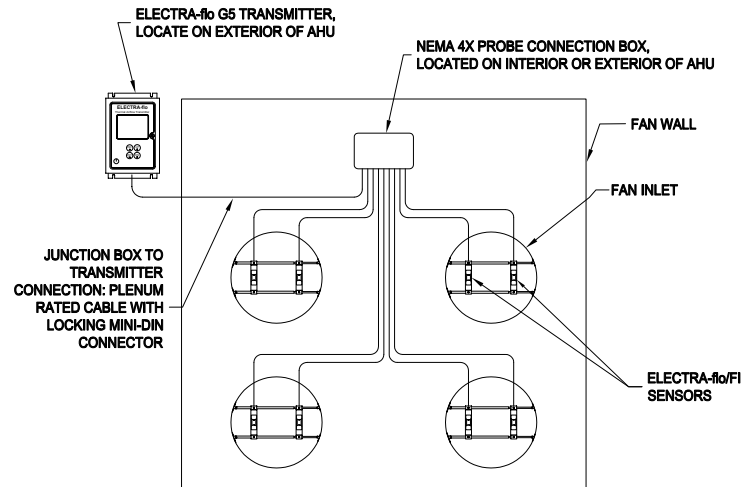 ELECTRA-flo G5 TRANSMITTER,
LOCATE ON EXTERIOR OF AHU
NEMA 4X PROBE CONNECTION BOX,
LOCATED ON INTERIOR OR EXTERIOR OF AHU
ELECTRA-flo
FAN WALL
FAN INLET
JUNCTION BOX TO
TRANSMITTER
CONNECTION: PLENUM
RATED CABLE WITH
LOCKING MINI-DIN
CONNECTOR
ELECTRA-flo/FI
SENSORS